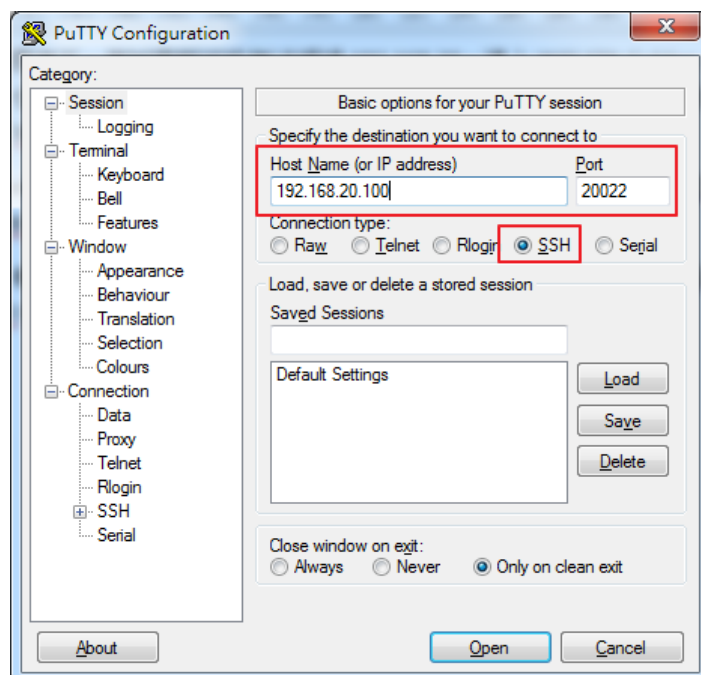 PuTTY Configuration
Category:
Session
Logging
Terminal
Keyboard
Bell
Features
Window
Appearance
Behaviour
Translation
Selection
Colours
Connection
Data
Proxy
Telnet
Rlogin
SSH
Serial
Basic options for your PuTTY session
Specify the destination you want to connect to
Host Name (or IP address) Port
192.168.20.100 20022
Connection type:
Raw Telnet Rlogin SSH Serial
Load, save or delete a stored session
Saved Sessions
Default Settings
Load
Save
Delete
Close window on exit:
Always Never Only on clean exit
About Open Cancel